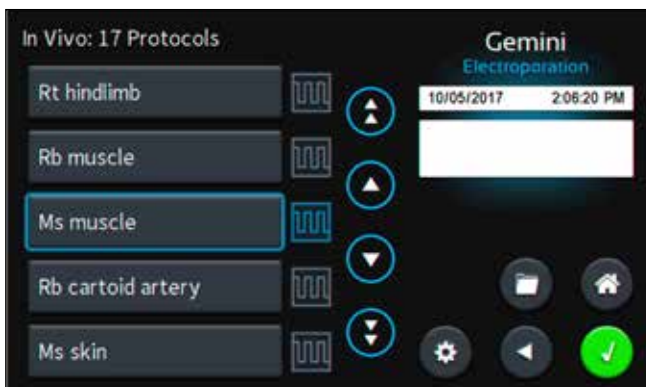 In Vivo: 17 Protocols
Rt hindlimb
Rb muscle
Ms muscle
Rb cartoid artery
Ms skin
Gemini
Electroporation
10/05/2017 2:06:20 PM